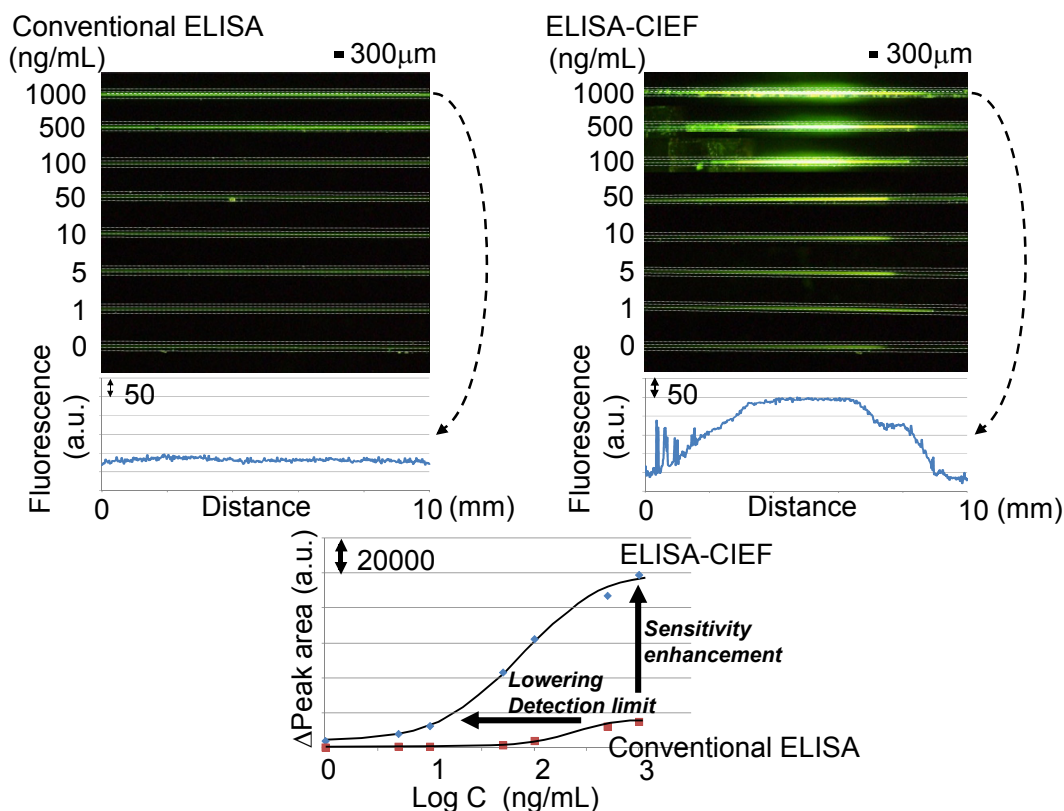 Conventional ELISA
(ng/mL)
300μm
1000
500
100
50
10
5
1
0
Fluorescence
(a.u.)
50
0
Distance
10 (mm)
ELISA-CIEF
(ng/mL)
300μm
1000
500
100
50
10
5
1
0
Fluorescence
(a.u.)
50
0
Distance
10 (mm)
ΔPeak area (a.u.)
20000
ELISA-CIEF
Sensitivity
enhancement
Lowering
Detection limit
Conventional ELISA
0
1
2
3
Log C (ng/mL)